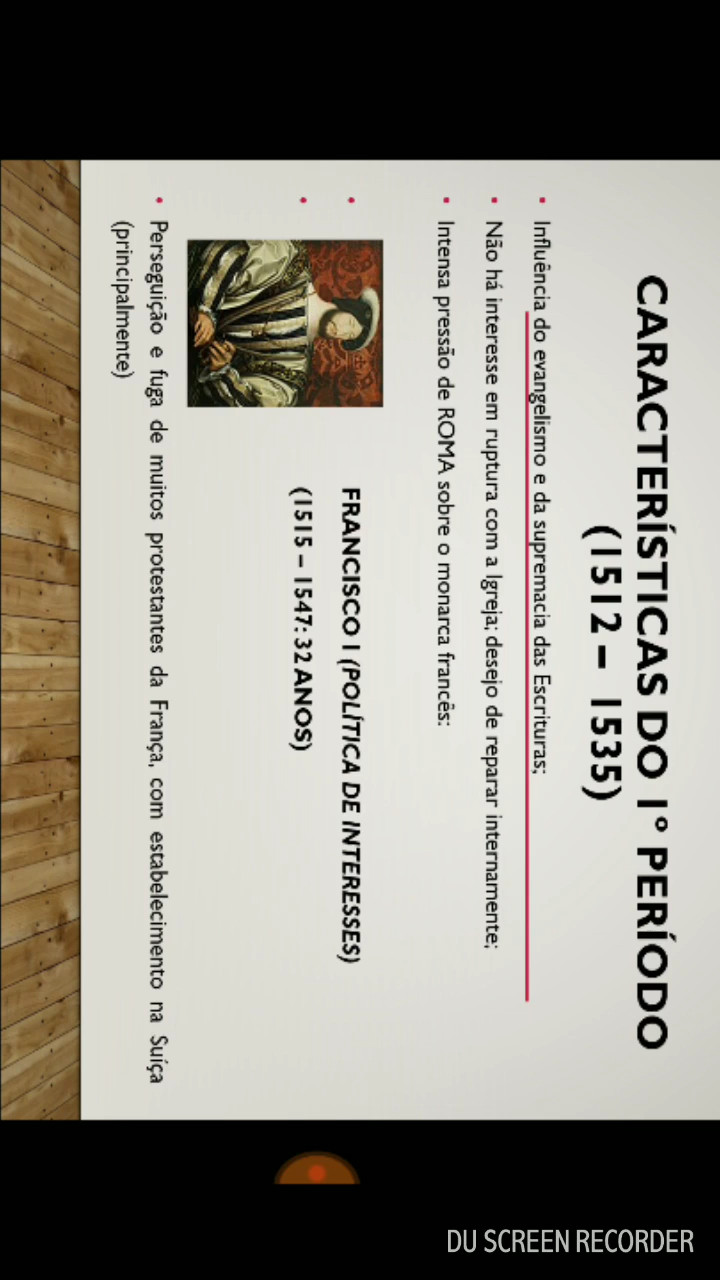 CARACTERÍSTICAS DO 1º PERÍODO
(1512 – 1535)
• Influência do evangelismo e da supremacia das Escrituras;
• Não há interesse em ruptura com a Igreja; desejo de reparar internamente;
• Intensa pressão de ROMA sobre o monarca francês:
• FRANCISCO I (POLÍTICA DE INTERESSES)
• (1515 – 1547: 32 ANOS)
• Perseguição e fuga de muitos protestantes da França, com estabelecimento na Suíça
(principalmente)
DU SCREEN RECORDER